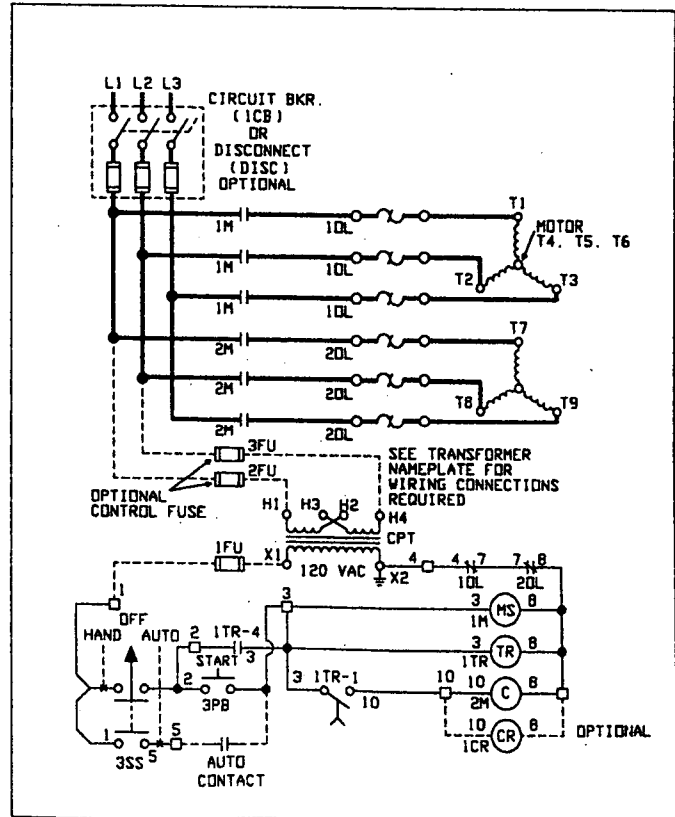 L1 L2 L3
CIRCUIT BKR.
(1CB)
OR
DISCONNECT
(DISC)
OPTIONAL
T1
1M 1OL
MOTOR
T4, T5, T6
1M 1OL T2 T3
1M 1OL
T7
2M 2OL
2M 2OL T8 T9
2M 2OL
3FU
SEE TRANSFORMER
NAMEPLATE FOR
WIRING CONNECTIONS
REQUIRED
2FU
OPTIONAL
CONTROL FUSE
H1 H3 H2 H4
CPT
1FU X1 120 VAC X2
4 4 7 7 8
1OL 2OL
1
OFF
HAND AUTO
3 3 MS 8
1M
2 1TR-4 3
3 TR 8
1TR
START
2 3PB
3 1TR-1 10
10 10 C 8
2M
10 CR 8
1CR
OPTIONAL
1 3SS 5 5
AUTO
CONTACT